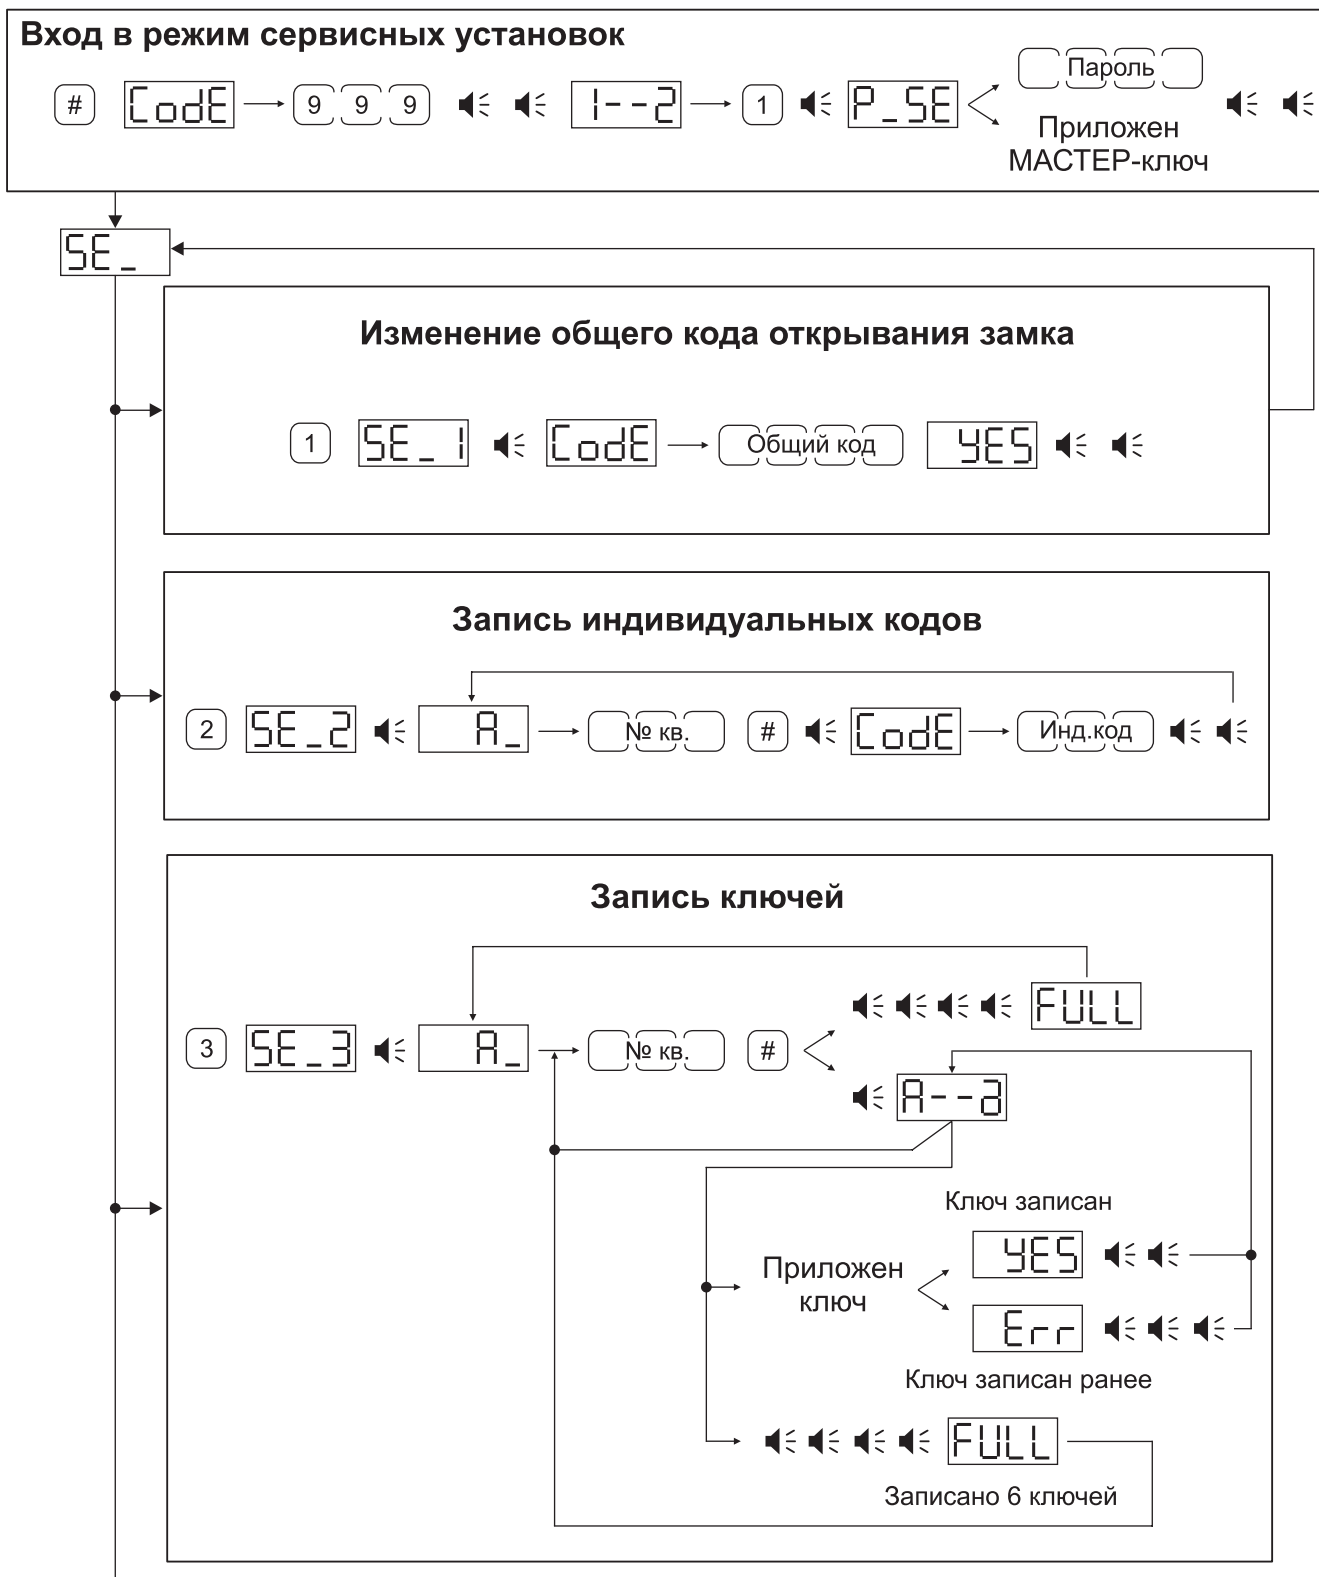 Вход в режим сервисных установок
# CodE 9 9 9 1--2 1 P_SE Пароль
Приложен
МАСТЕР-ключ
SE_
Изменение общего кода открывания замка
1 SE_1 CodE Общий код YES
Запись индивидуальных кодов
2 SE_2 A_ № кв. # CodE Инд.код
Запись ключей
FULL
3 SE_3 A_ № кв. #
A--a
Ключ записан
YES
Приложен
ключ
Err
Ключ записан ранее
FULL
Записано 6 ключей